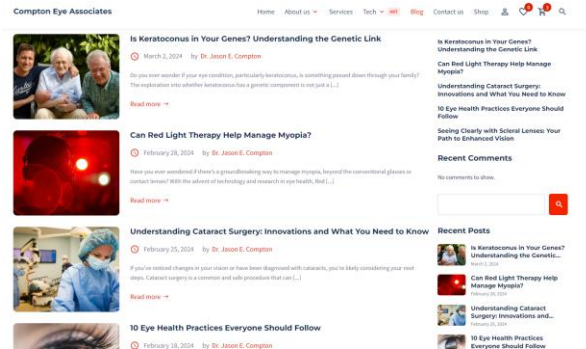 Compton Eye Associates
Home About us Services Tech HOT Blog Contact us Shop 0 0
Is Keratoconus in Your Genes? Understanding the Genetic Link
March 2, 2024 by Dr. Jason E. Compton
Do you ever wonder if your eye condition, particularly keratoconus, is something passed down through your family?
The exploration into whether keratoconus has a genetic component is not just a [...]
Read more →
Can Red Light Therapy Help Manage Myopia?
February 28, 2024 by Dr. Jason E. Compton
Have you ever wondered if there's a groundbreaking way to manage myopia, beyond the conventional glasses or
contact lenses? With the advent of technology and research in eye health, Red [...]
Read more →
Understanding Cataract Surgery: Innovations and What You Need to Know
February 25, 2024 by Dr. Jason E. Compton
If you've noticed changes in your vision or have been diagnosed with cataracts, you're likely considering your next
steps. Cataract surgery is a common and safe procedure that can [...]
Read more →
10 Eye Health Practices Everyone Should Follow
February 18, 2024 by Dr. Jason E. Compton
Is Keratoconus in Your Genes?
Understanding the Genetic Link
Can Red Light Therapy Help Manage
Myopia?
Understanding Cataract Surgery:
Innovations and What You Need to Know
10 Eye Health Practices Everyone Should
Follow
Seeing Clearly with Scleral Lenses: Your
Path to Enhanced Vision
Recent Comments
No comments to show.
Recent Posts
Is Keratoconus in Your Genes?
Understanding the Genetic...
March 2, 2024
Can Red Light Therapy Help
Manage Myopia?
February 28, 2024
Understanding Cataract
Surgery: Innovations and...
February 25, 2024
10 Eye Health Practices
Everyone Should Follow